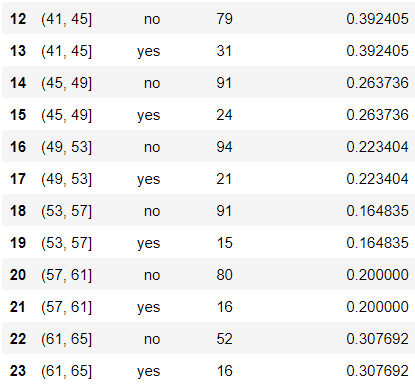 12 (41, 45] no 79 0.392405
13 (41, 45] yes 31 0.392405
14 (45, 49] no 91 0.263736
15 (45, 49] yes 24 0.263736
16 (49, 53] no 94 0.223404
17 (49, 53] yes 21 0.223404
18 (53, 57] no 91 0.164835
19 (53, 57] yes 15 0.164835
20 (57, 61] no 80 0.200000
21 (57, 61] yes 16 0.200000
22 (61, 65] no 52 0.307692
23 (61, 65] yes 16 0.307692